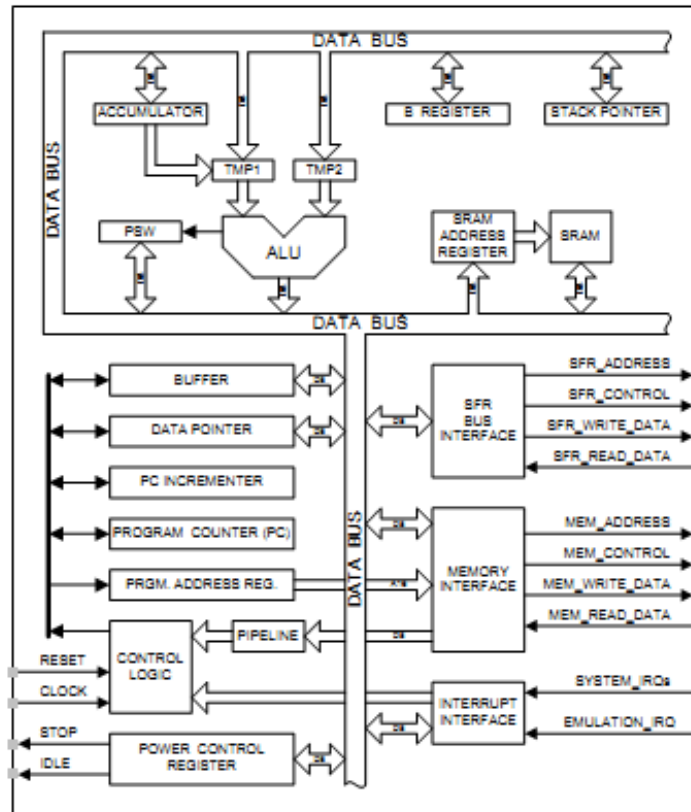 DATA BUS
ACCUMULATOR
B REGISTER
STACK POINTER
DATA BUS
TMP1
TMP2
PSW
ALU
SRAM
ADDRESS
REGISTER
SRAM
DATA BUS
BUFFER
DATA POINTER
PC INCREMENTER
PROGRAM COUNTER (PC)
PRGM. ADDRESS REG.
CONTROL
LOGIC
PIPELINE
POWER CONTROL
REGISTER
RESET
CLOCK
STOP
IDLE
DATA BUS
SFR
BUS
INTERFACE
MEMORY
INTERFACE
INTERRUPT
INTERFACE
SFR_ADDRESS
SFR_CONTROL
SFR_WRITE_DATA
SFR_READ_DATA
MEM_ADDRESS
MEM_CONTROL
MEM_WRITE_DATA
MEM_READ_DATA
SYSTEM_IRQs
EMULATION_IRQ